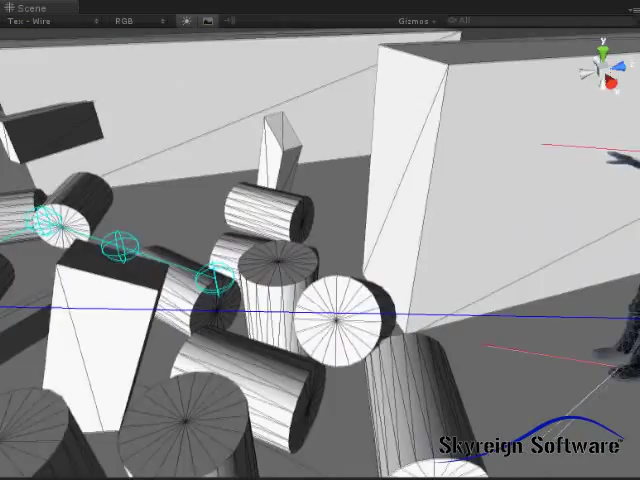 Scene
Tex - Wire
RGB
Gizmos
All
y
Skyreign Software